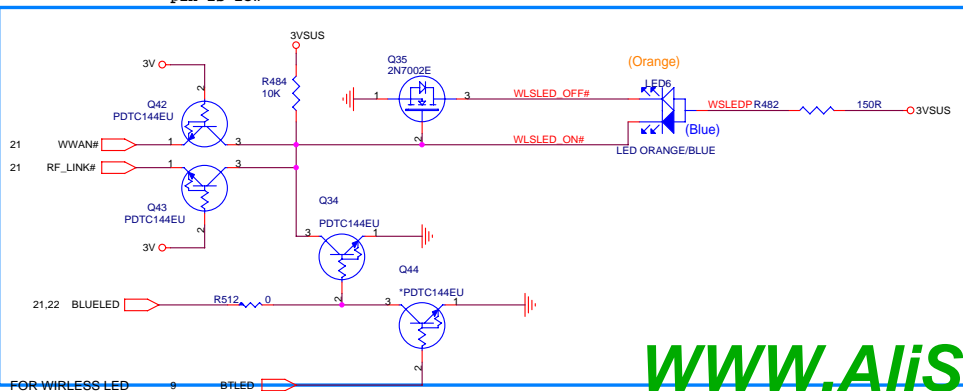 3VSUS
3V
2
Q42
PDTC144EU
R484
10K
Q35
2N7002E
1
3
2
WLSLED_OFF#
(Orange)
LED6
WSLEDP
R482
150R
3VSUS
(Blue)
WLSLED_ON#
LED ORANGE/BLUE
21
WWAN#
1
3
21
RF_LINK#
1
3
Q43
PDTC144EU
2
3V
Q34
PDTC144EU
3
1
2
Q44
*PDTC144EU
21,22
BLUELED
R512
0
3
1
2
FOR WIRLESS LED
9
BTLED
WWW.AliS